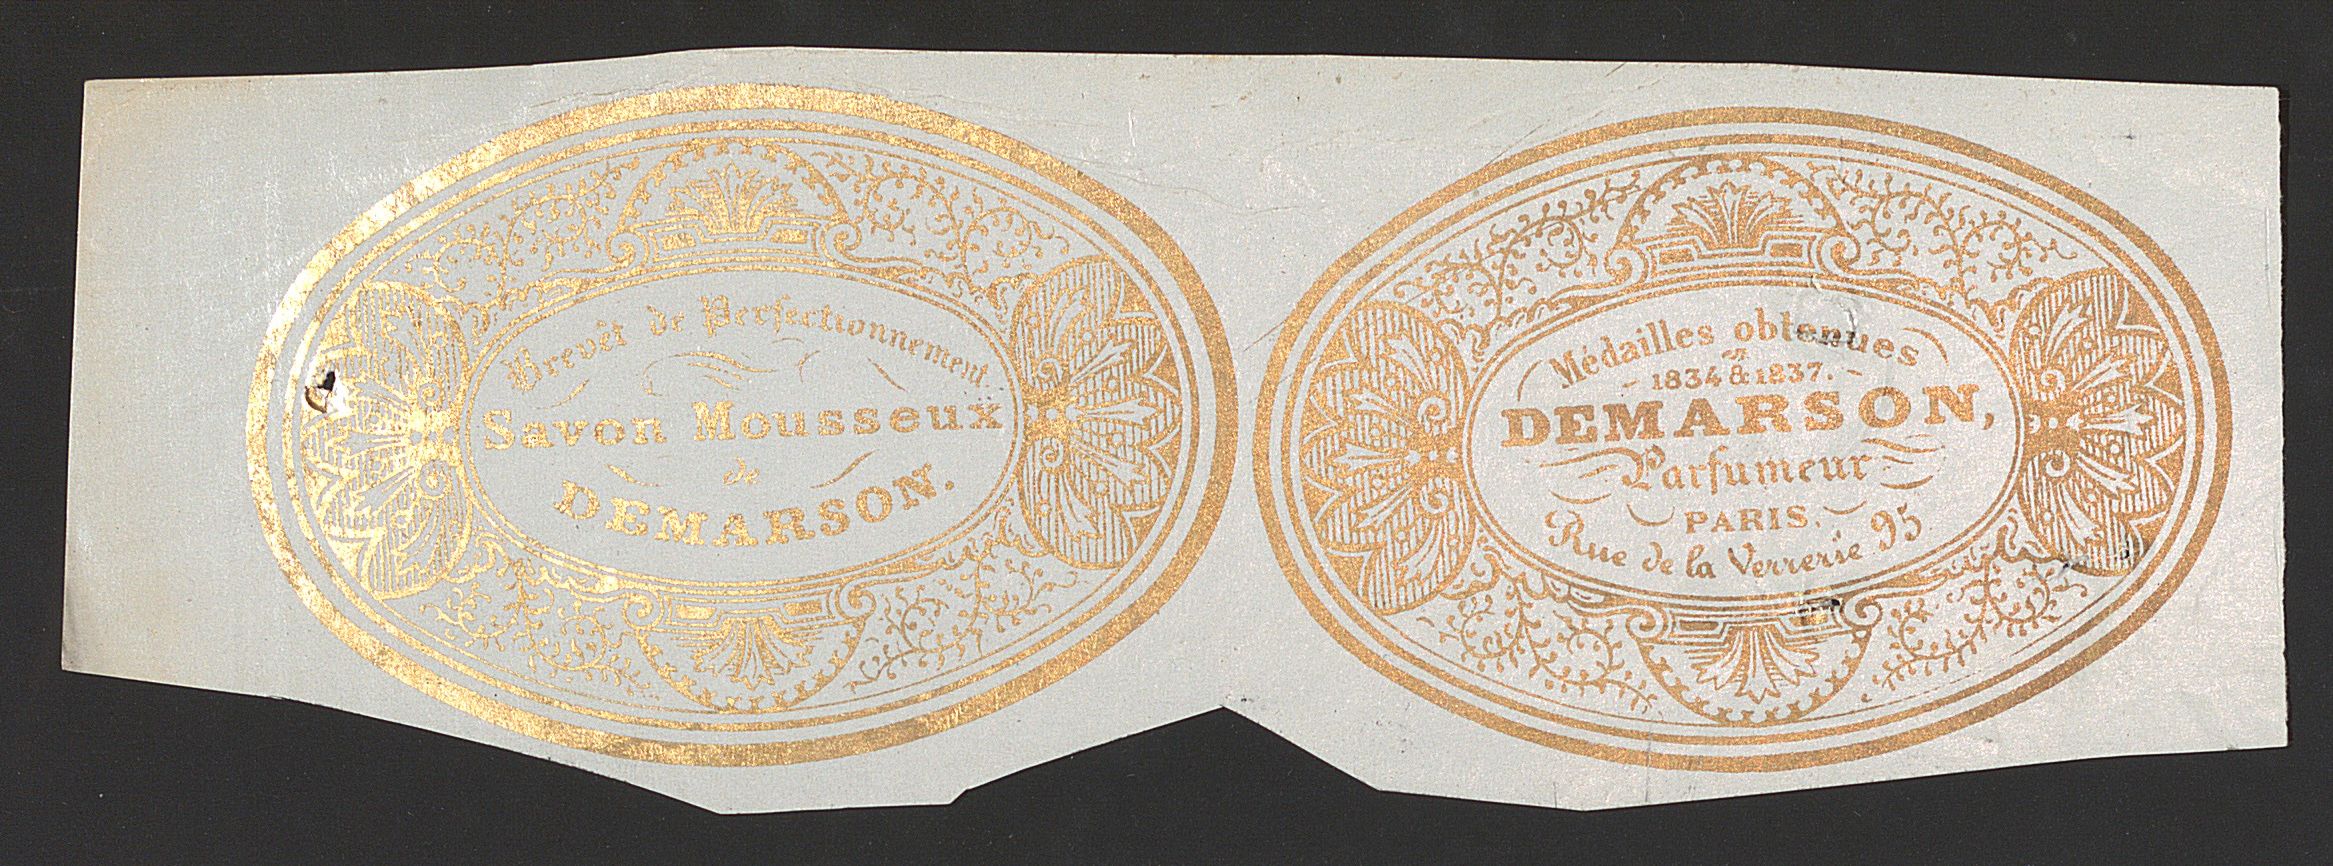 Brevèt de Perfectionnement.
Savon Mousseux
de
DEMARSON.
Médailles obtenues
en
1834 & 1837.
DEMARSON,
Parfumeur
PARIS.
Rue de la Verrerie 95